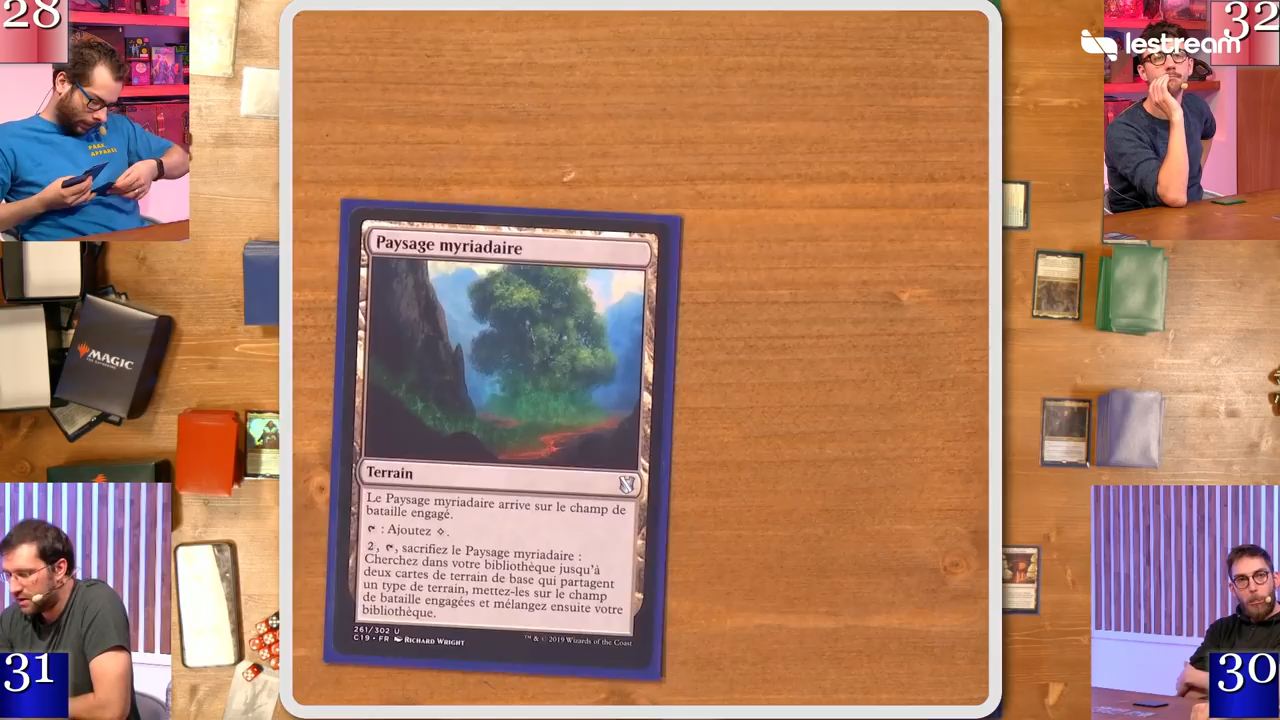 28
32
lestream
PARK
MAGIC
THE GATHERING
Paysage myriadaire
Terrain
Le Paysage myriadaire arrive sur le champ de
bataille engagé.
: Ajoutez
2, , sacrifiez le Paysage myriadaire :
Cherchez dans votre bibliothèque jusqu'à
deux cartes de terrain de base qui partagent
un type de terrain, mettez-les sur le champ
de bataille engagées et mélangez ensuite votre
bibliothèque.
261/302 U
C19 • FR RICHARD WRIGHT
™ & © 2019 Wizards of the Coast
31
30